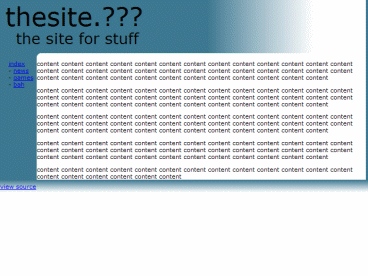 thesite.???
the site for stuff
index
- news
- games
- bah
content content content content content content content content content content content content content
content content content content content content content content content content content content content
content content content content content content content content content content content content
content content content content content content content content content content content content content
content content content content content content content content content content content content content
content content content content content content content content content content content content
content content content content content content content content content content content content content
content content content content content content content content content content content content content
content content content content content content content content content content content content
content content content content content content content content content content content content content
content content content content content content content content content content content content content
content content content content content content content content content content content content
content content content content content content content content content content content content content
content content content content content content
view source